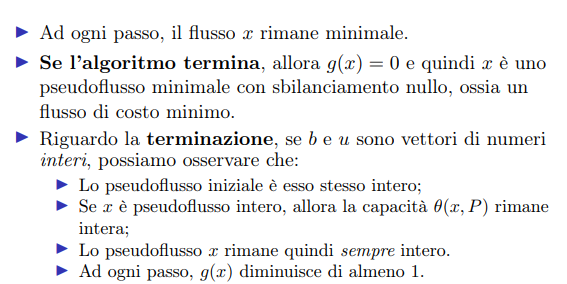 ▶ Ad ogni passo, il flusso x rimane minimale.
▶ Se l'algoritmo termina, allora g(x) = 0 e quindi x è uno
pseudoflusso minimale con sbilanciamento nullo, ossia un
flusso di costo minimo.
▶ Riguardo la terminazione, se b e u sono vettori di numeri
interi, possiamo osservare che:
▶ Lo pseudoflusso iniziale è esso stesso intero;
▶ Se x è pseudoflusso intero, allora la capacità θ(x, P) rimane
intera;
▶ Lo pseudoflusso x rimane quindi sempre intero.
▶ Ad ogni passo, g(x) diminuisce di almeno 1.